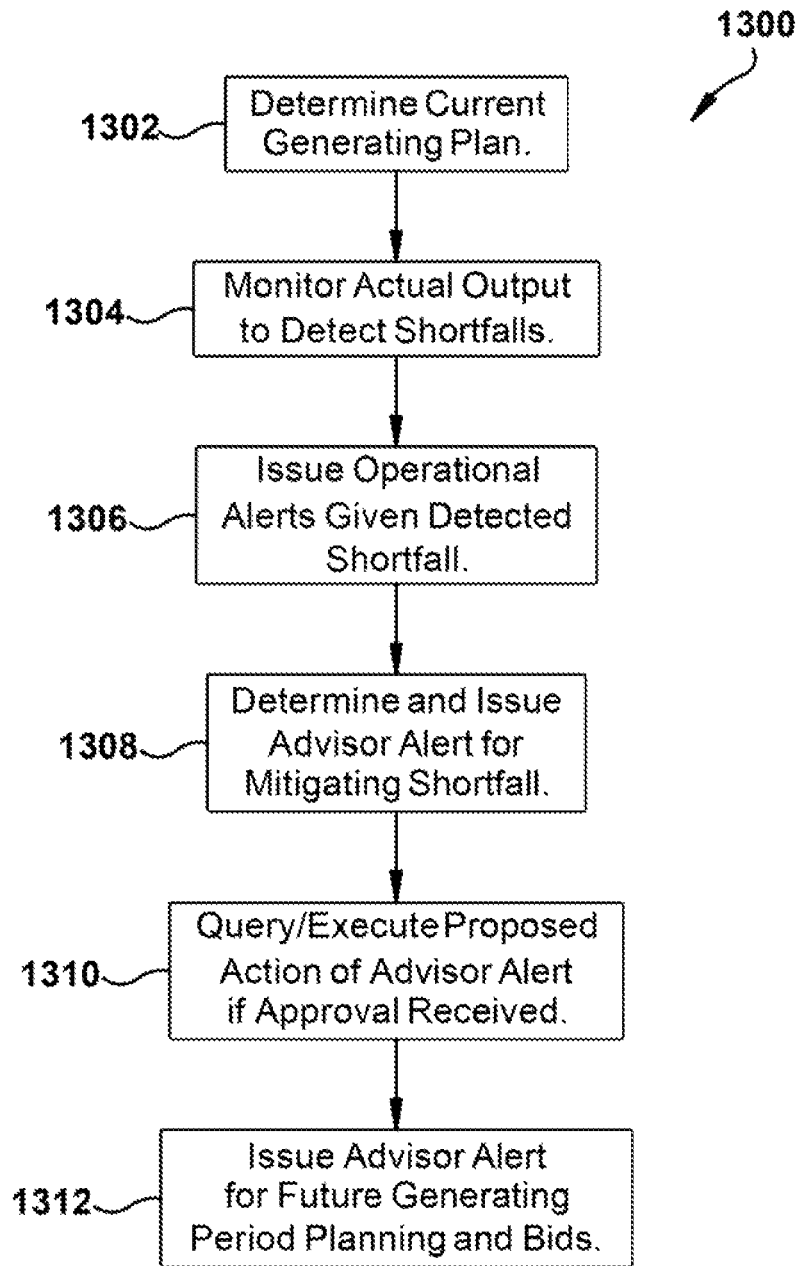 1300
Determine Current
Generating Plan.
1302
Monitor Actual Output
to Detect Shortfalls.
1304
Issue Operational
Alerts Given Detected
Shortfall.
1306
Determine and Issue
Advisor Alert for
Mitigating Shortfall.
1308
Query/Execute Proposed
Action of Advisor Alert
if Approval Received.
1310
Issue Advisor Alert
for Future Generating
Period Planning and Bids.
1312